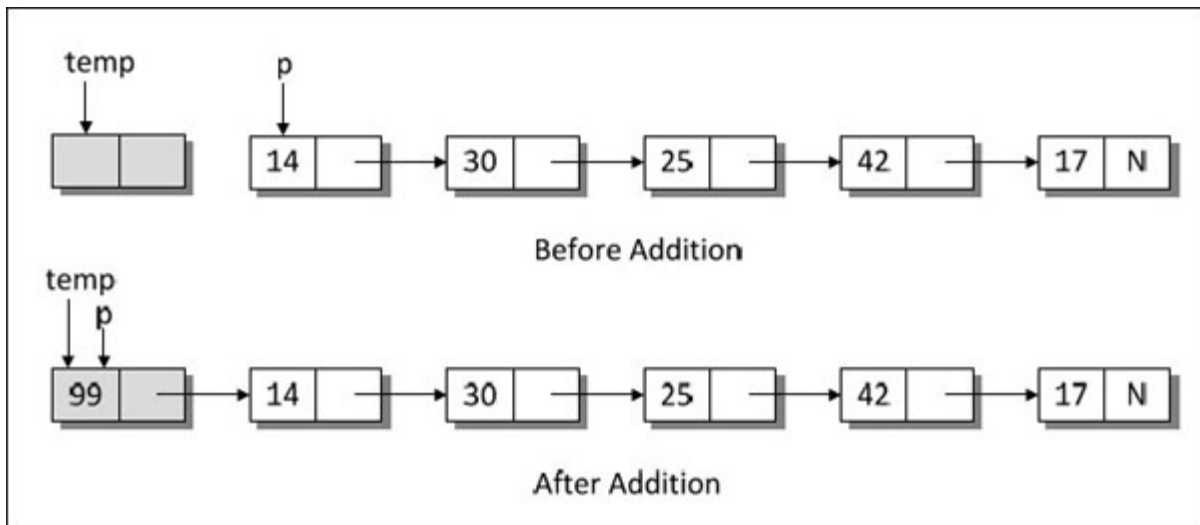 temp p
14 30 25 42 17 N
Before Addition
temp
p
99 14 30 25 42 17 N
After Addition